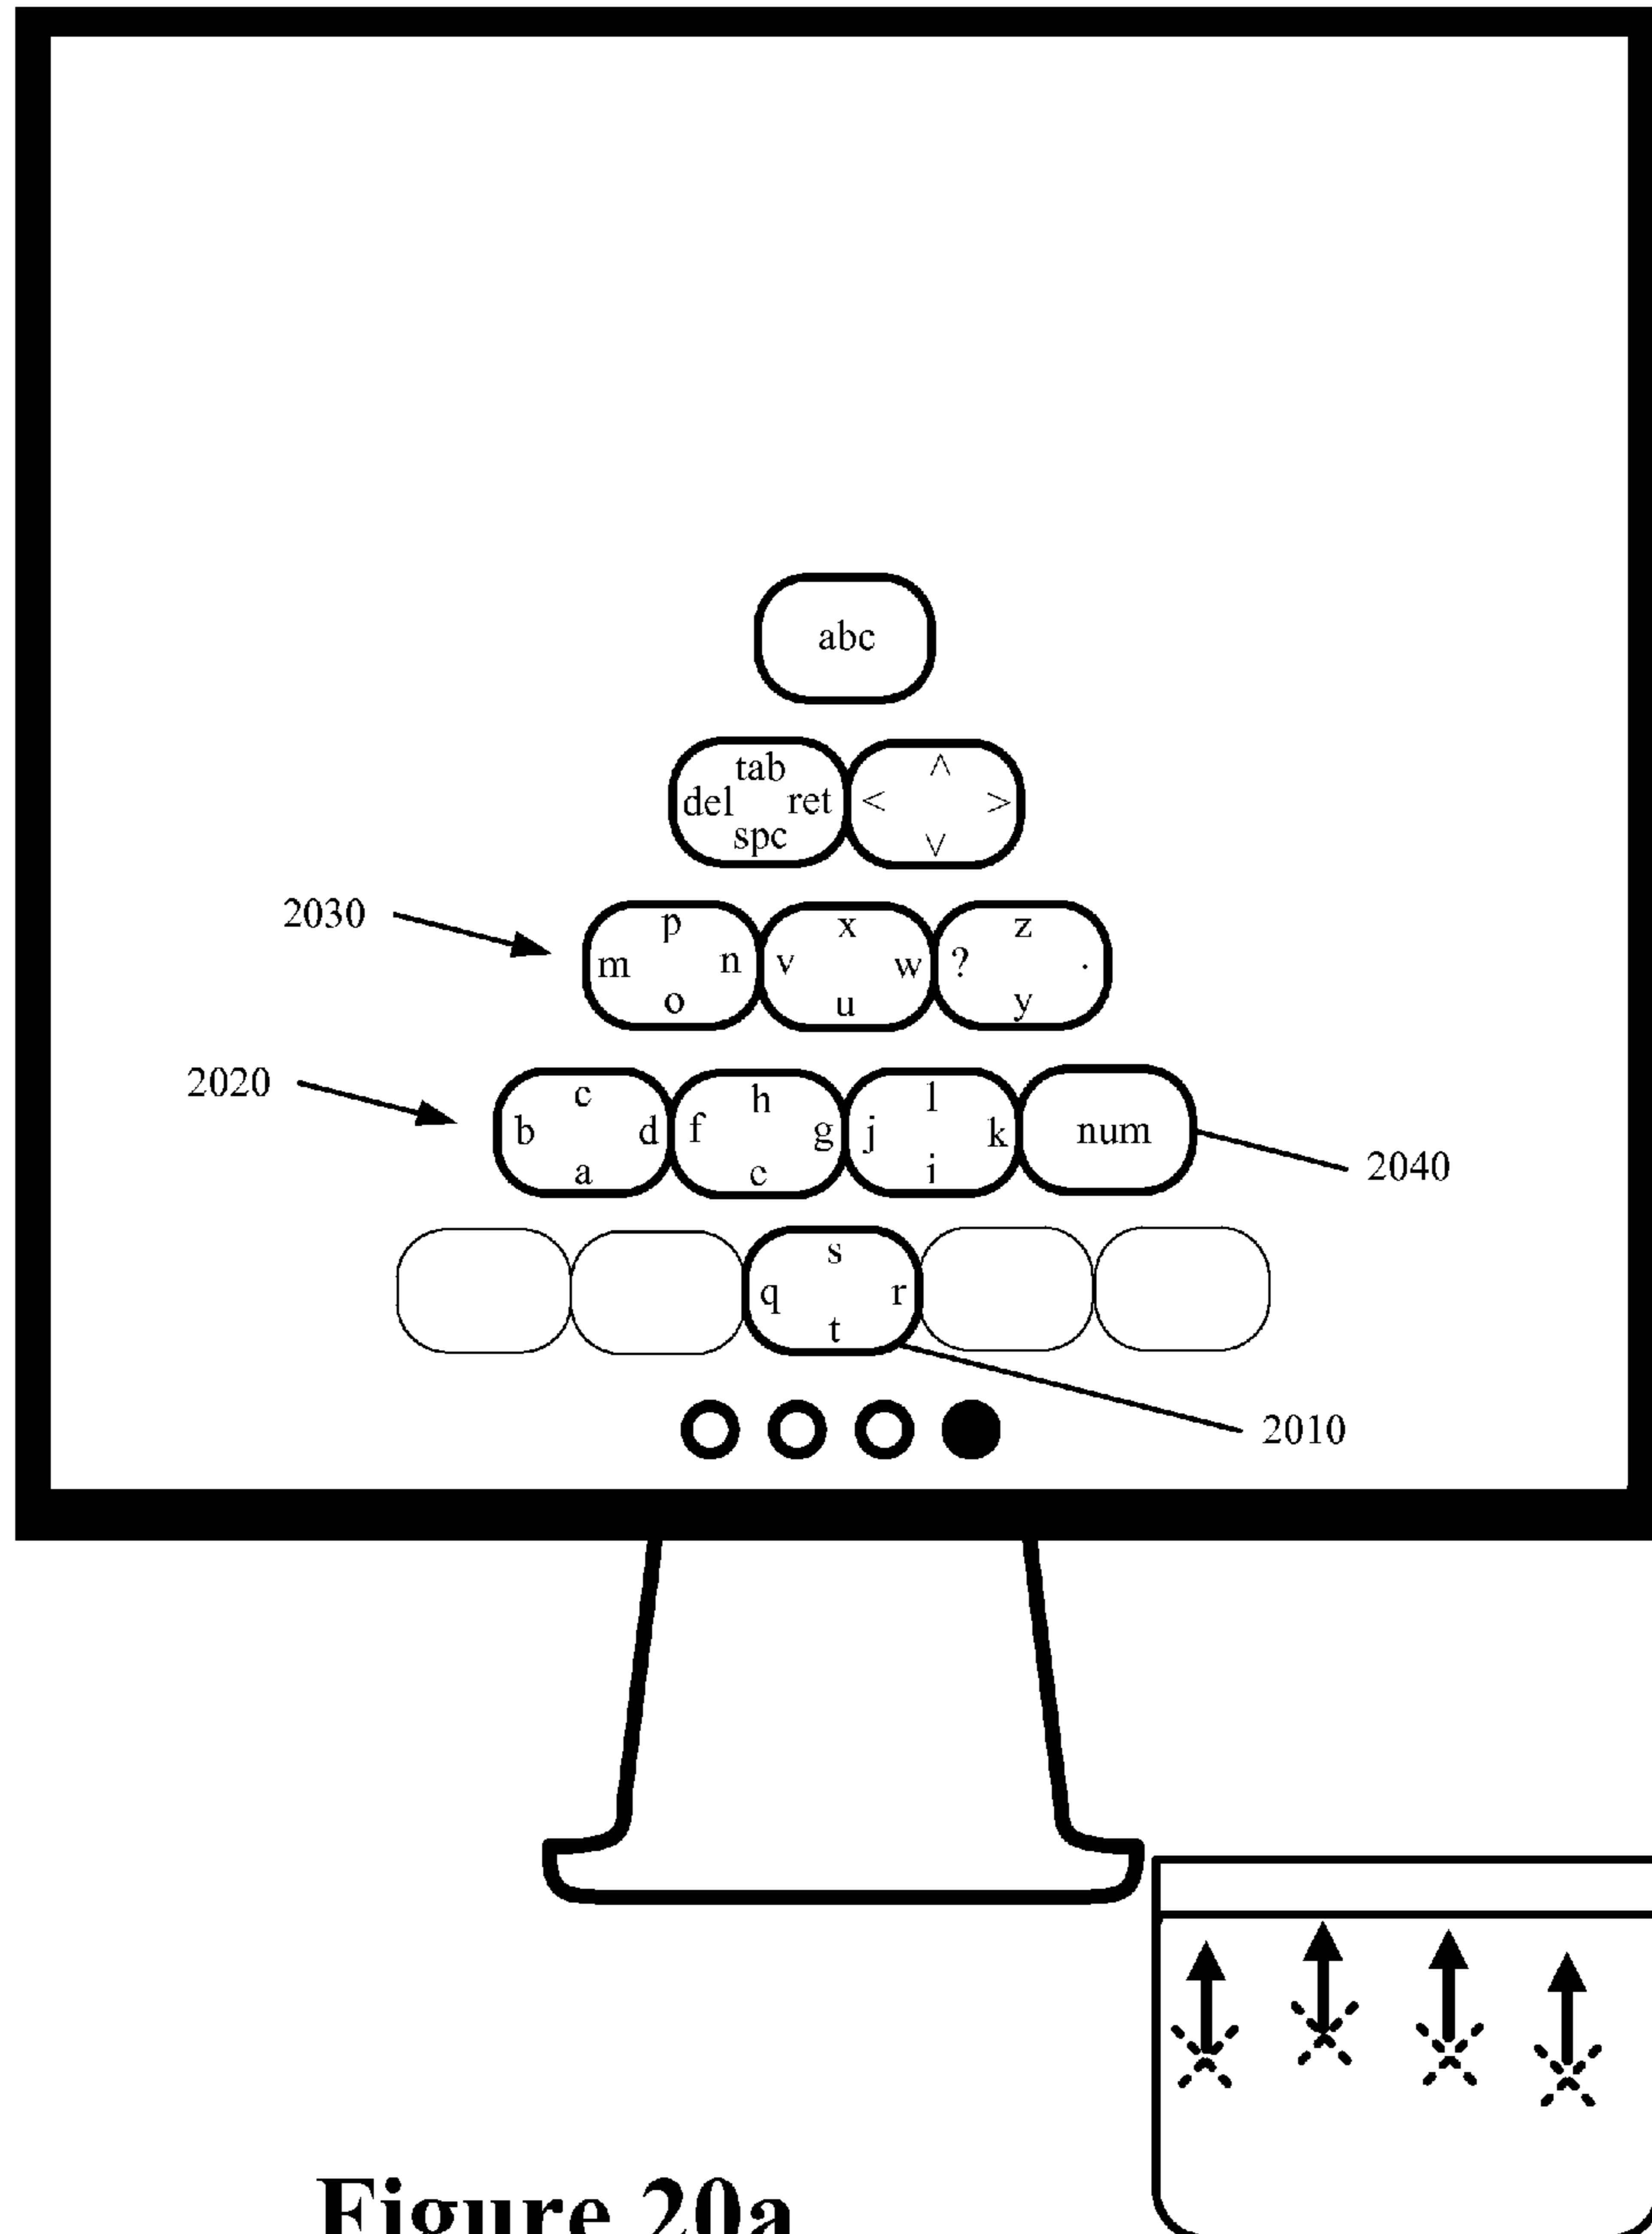 abc
tab
^
del ret < >
spc
v
2030
p x z
m n v w ? .
o u y
2020
c h l
b d f g j k num
a c i
2040
s
q r
t
2010
Figure 20a